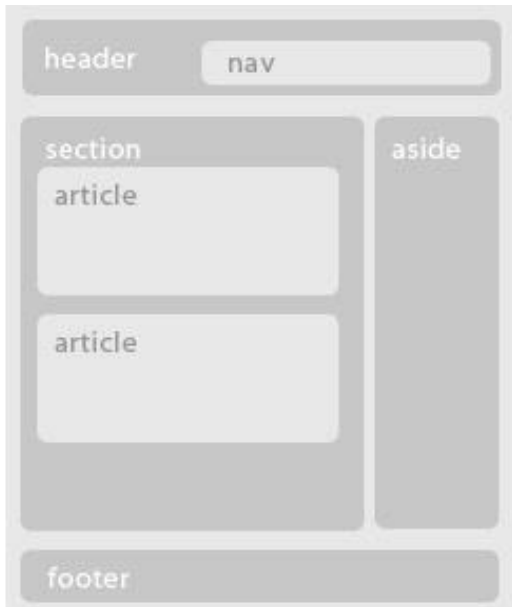 header
nav
section
article
article
aside
footer